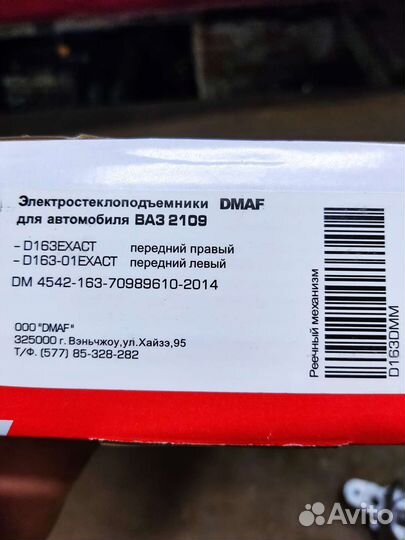 Электростеклоподъемники DMAF
для автомобиля ВАЗ 2109
- D163EXACT передний правый
- D163-01EXACT передний левый
DM 4542-163-70989610-2014
ООО "DMAF"
325000 г. Вэньчжоу,ул.Хайзэ,95
Т/Ф. (577) 85-328-282
Реечный механизм
D163DMM
Avito